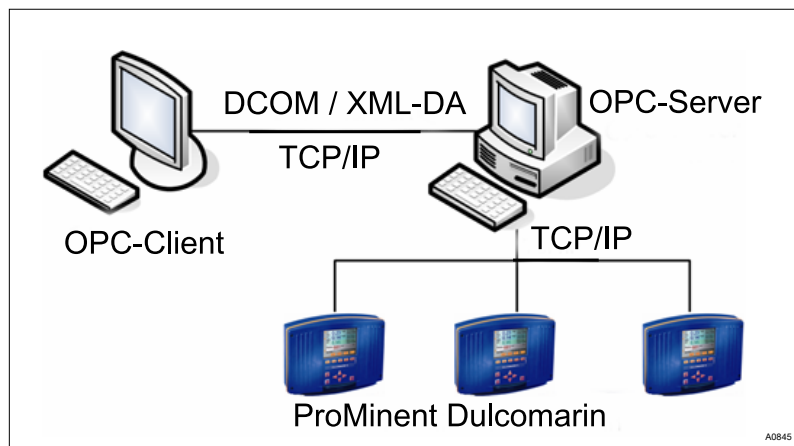 DCOM / XML-DA
OPC-Server
TCP/IP
OPC-Client
TCP/IP
ProMinent Dulcomarin
A0845